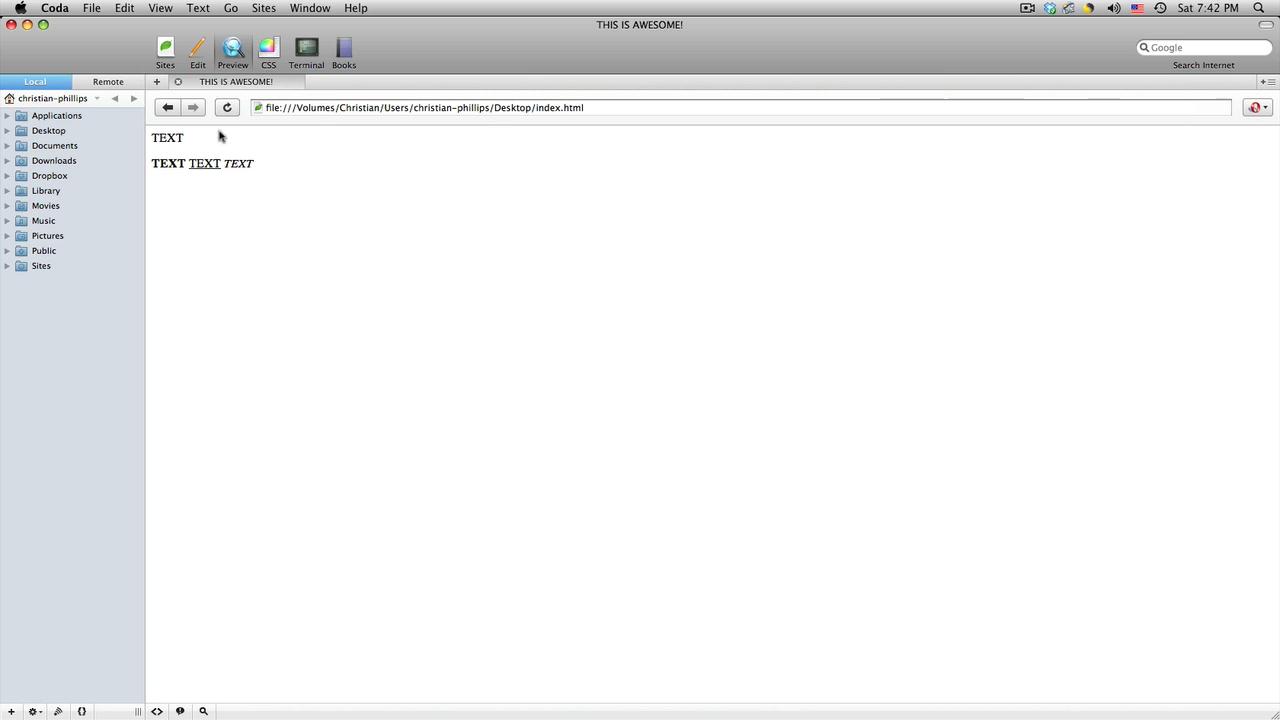 Coda File Edit View Text Go Sites Window Help Sat 7:42 PM
THIS IS AWESOME!
Sites Edit Preview CSS Terminal Books
Google
Search Internet
Local Remote
THIS IS AWESOME!
christian-phillips
file:///Volumes/Christian/Users/christian-phillips/Desktop/index.html
Applications
Desktop
Documents
Downloads
Dropbox
Library
Movies
Music
Pictures
Public
Sites
TEXT
TEXT TEXT TEXT